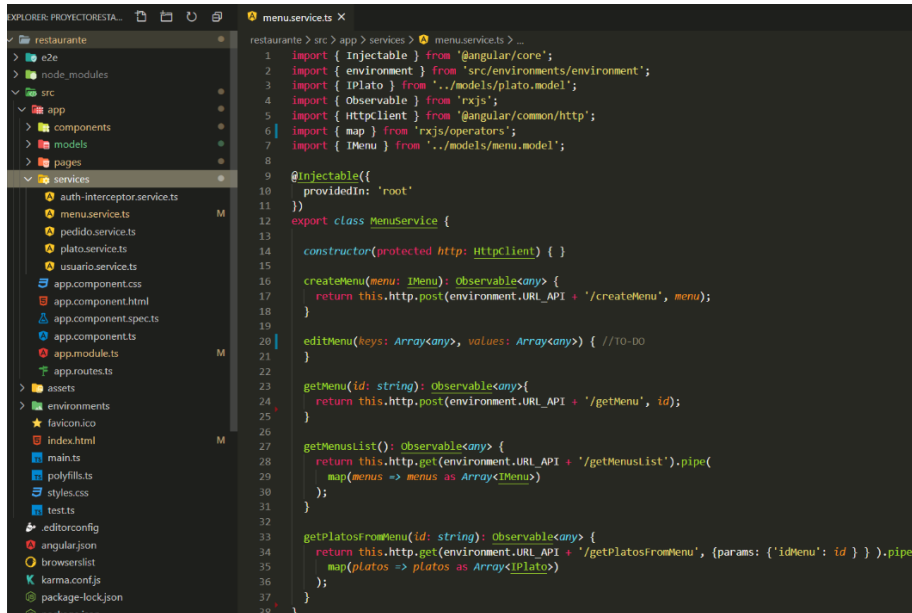 EXPLORER: PROYECTORESTA...
restaurante
e2e
node_modules
src
app
components
models
pages
services
auth-interceptor.service.ts
menu.service.ts M
pedido.service.ts
plato.service.ts
usuario.service.ts
app.component.css
app.component.html
app.component.spec.ts
app.component.ts
app.module.ts M
app.routes.ts
assets
environments
favicon.ico
index.html M
main.ts
polyfills.ts
styles.css
test.ts
.editorconfig
angular.json
browserslist
karma.conf.js
package-lock.json
menu.service.ts ×
restaurante > src > app > services > menu.service.ts > ...
1 import { Injectable } from '@angular/core';
2 import { environment } from 'src/environments/environment';
3 import { IPlato } from '../models/plato.model';
4 import { Observable } from 'rxjs';
5 import { HttpClient } from '@angular/common/http';
6 import { map } from 'rxjs/operators';
7 import { IMenu } from '../models/menu.model';
8
9 @Injectable({
10 providedIn: 'root'
11 })
12 export class MenuService {
13
14 constructor(protected http: HttpClient) { }
15
16 createMenu(menu: IMenu): Observable<any> {
17 return this.http.post(environment.URL_API + '/createMenu', menu);
18 }
19
20 editMenu(keys: Array<any>, values: Array<any>) { //TO-DO
21 }
22
23 getMenu(id: string): Observable<any>{
24 return this.http.post(environment.URL_API + '/getMenu', id);
25 }
26
27 getMenusList(): Observable<any> {
28 return this.http.get(environment.URL_API + '/getMenusList').pipe(
29 map(menus => menus as Array<IMenu>)
30 );
31 }
32
33 getPlatosFromMenu(id: string): Observable<any> {
34 return this.http.get(environment.URL_API + '/getPlatosFromMenu', {params: {'idMenu': id } } ).pipe
35 map(platos => platos as Array<IPlato>)
36 );
37 }
38 }